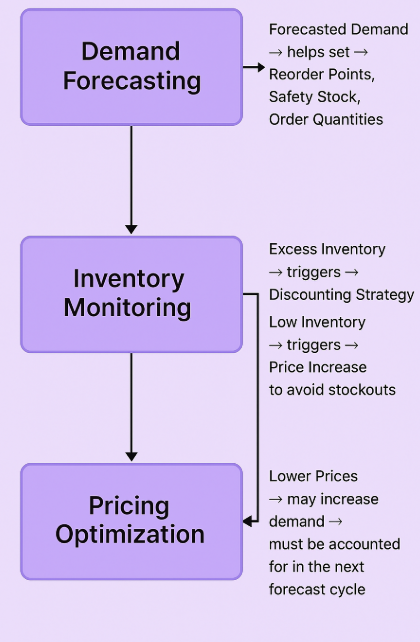 Demand
Forecasting
Forecasted Demand
→ helps set →
Reorder Points,
Safety Stock,
Order Quantities
Inventory
Monitoring
Excess Inventory
→ triggers →
Discounting Strategy
Low Inventory
→ triggers →
Price Increase
to avoid stockouts
Pricing
Optimization
Lower Prices
→ may increase
demand →
must be accounted
for in the next
forecast cycle